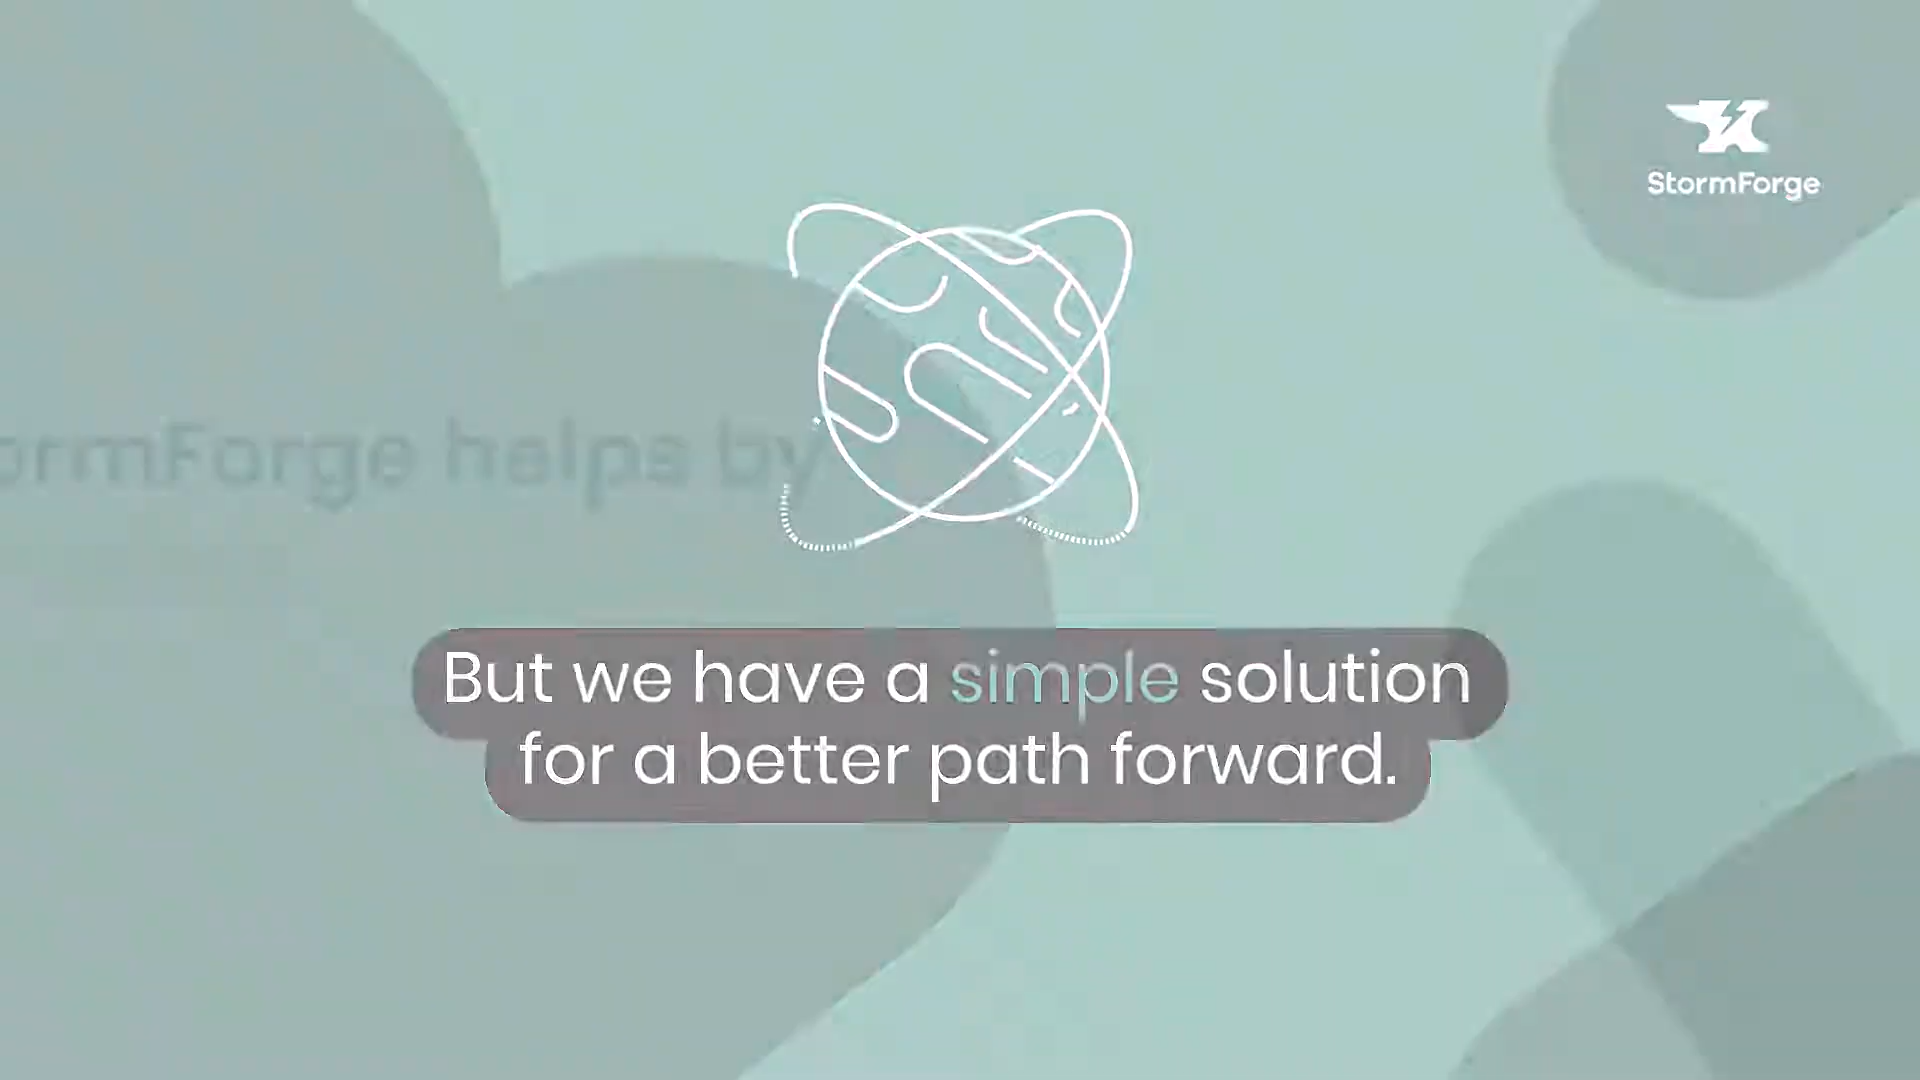 StormForge
ormForge helps by
But we have a simple solution
for a better path forward.